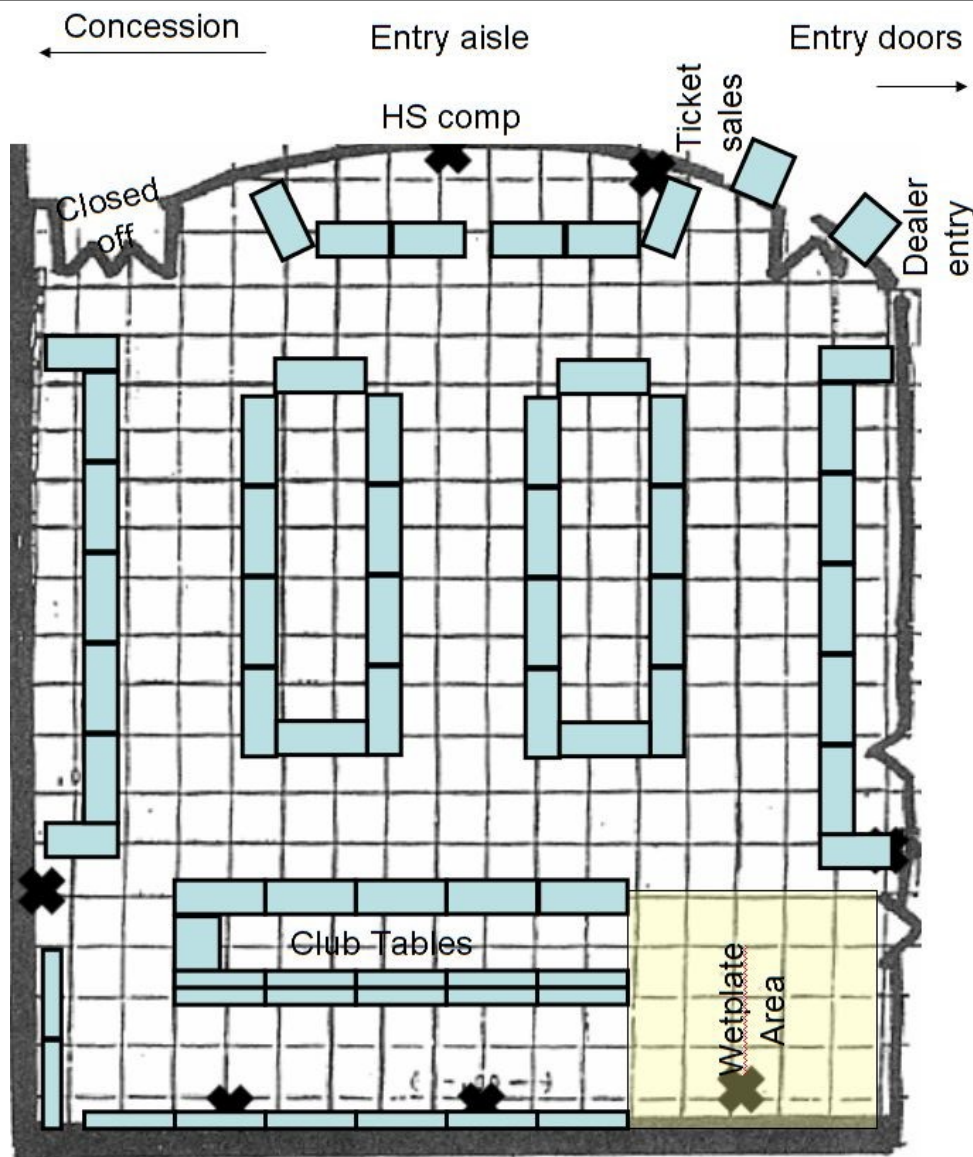 Concession
Entry aisle
Entry doors
Ticket
sales
HS comp
Closed
off
Dealer
entry
Club Tables
Wetplate
Area